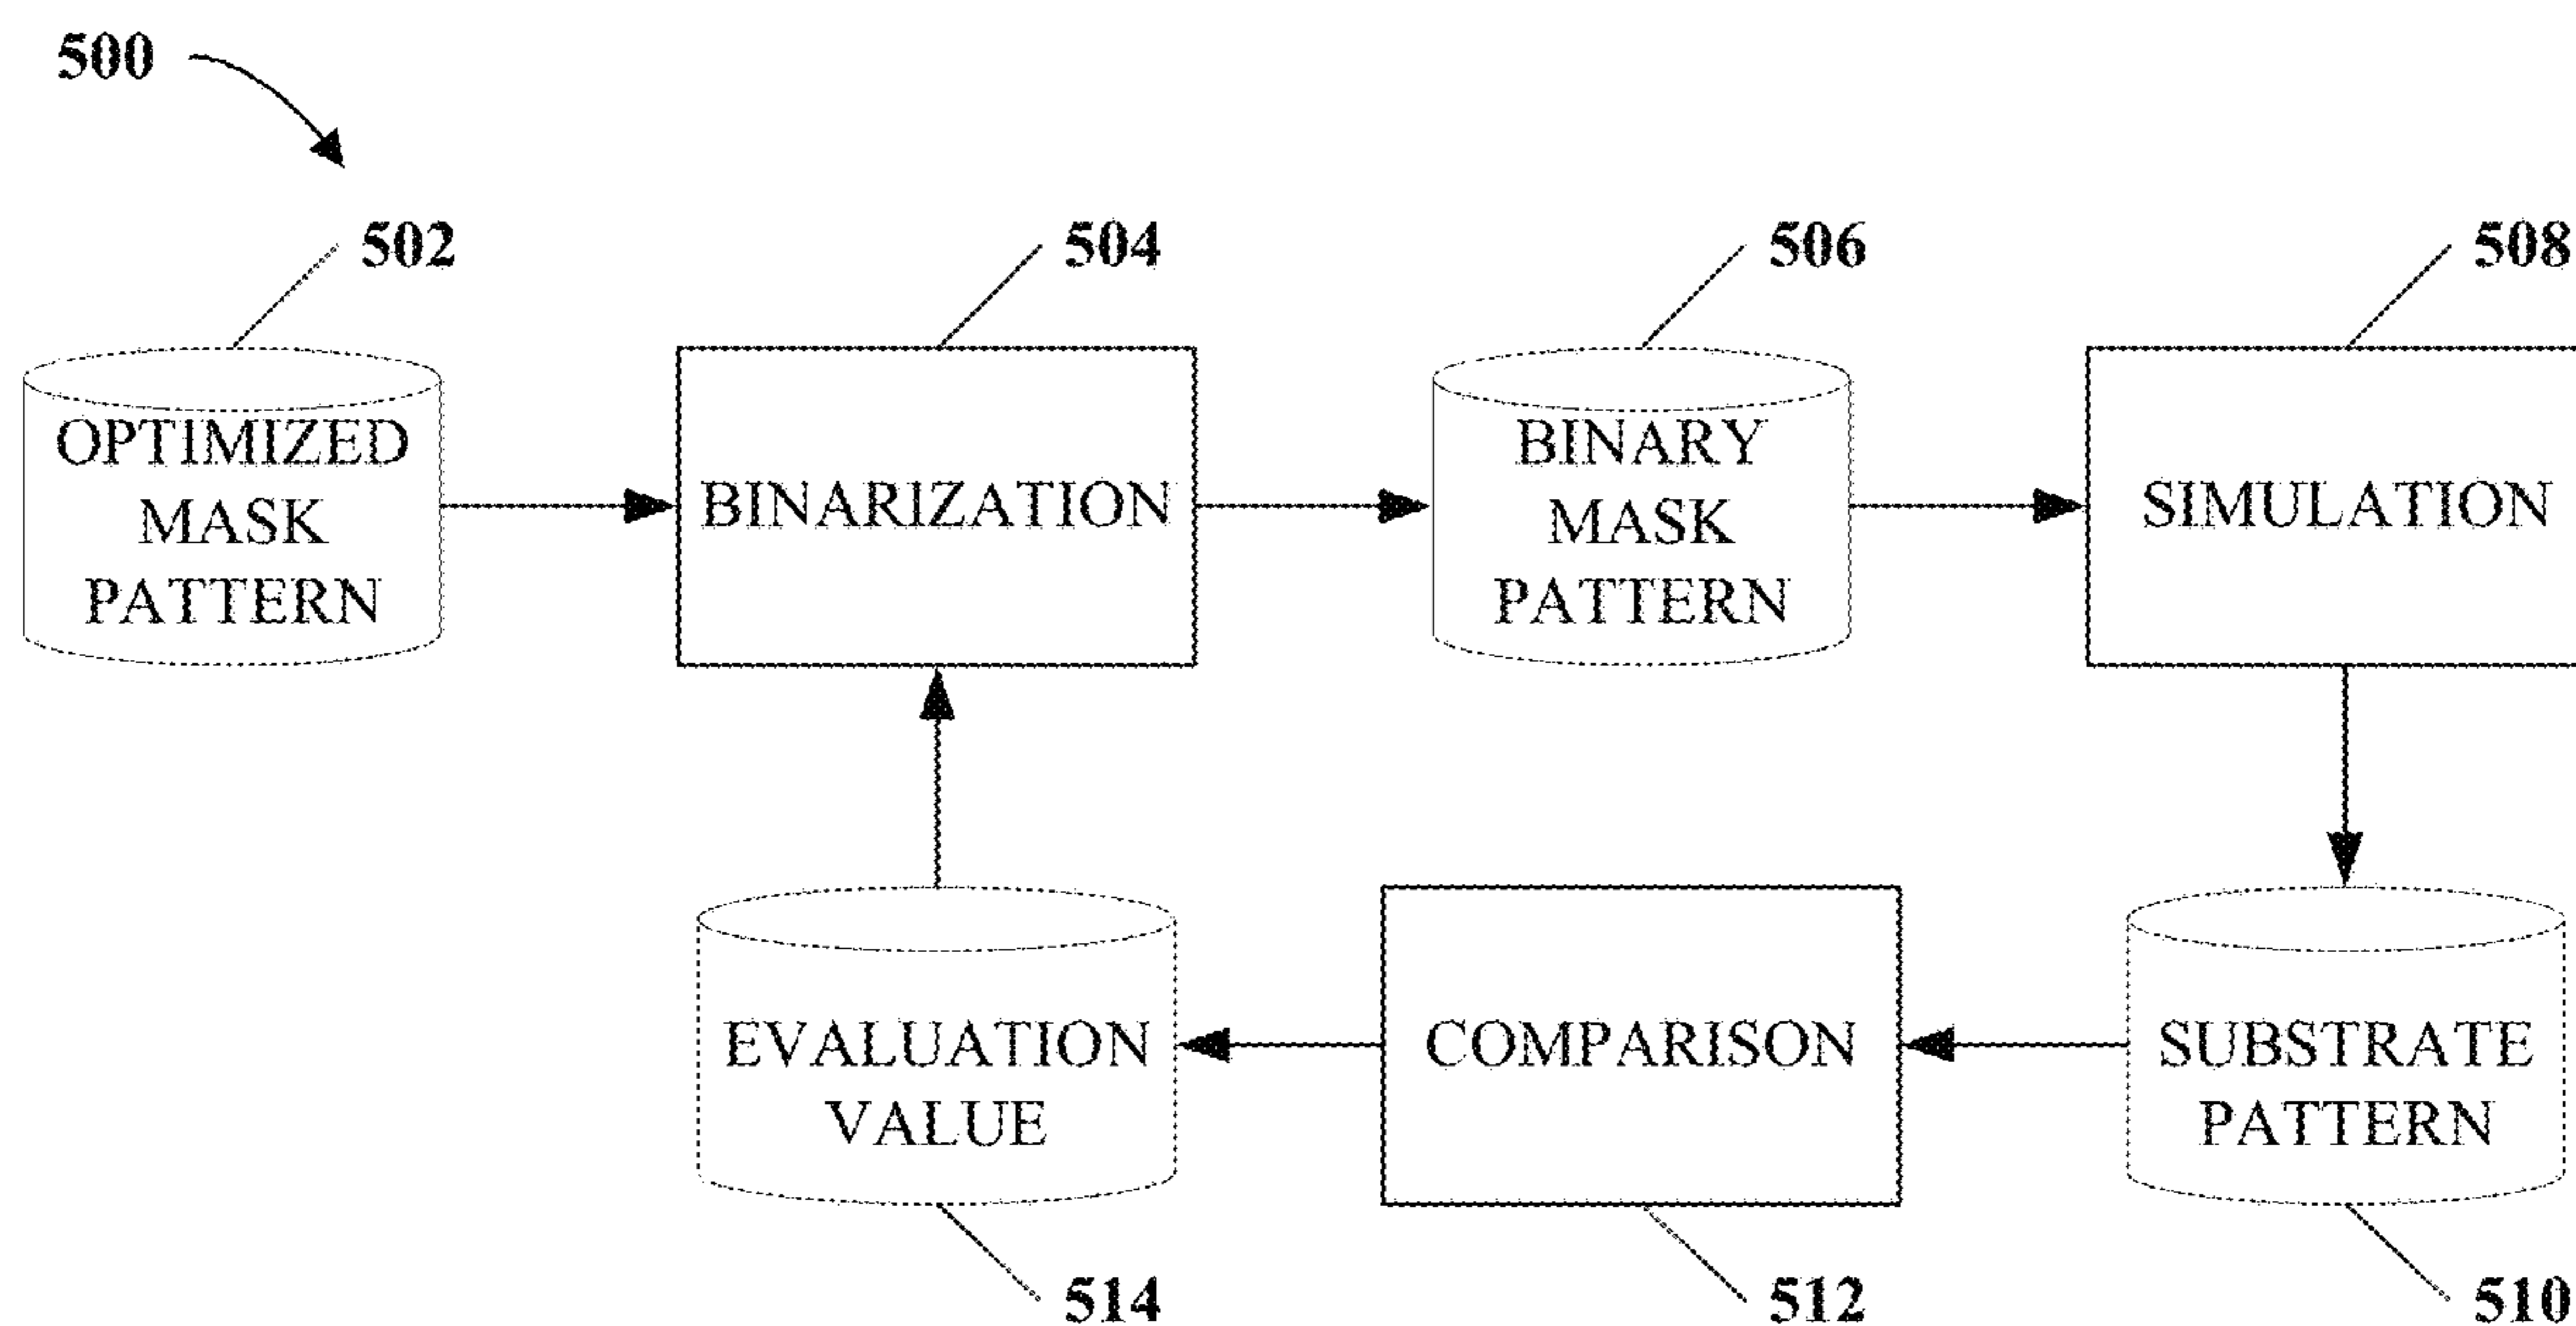 500
502
504
506
508
OPTIMIZED
MASK
PATTERN
BINARIZATION
BINARY
MASK
PATTERN
SIMULATION
EVALUATION
VALUE
COMPARISON
SUBSTRATE
PATTERN
514
512
510